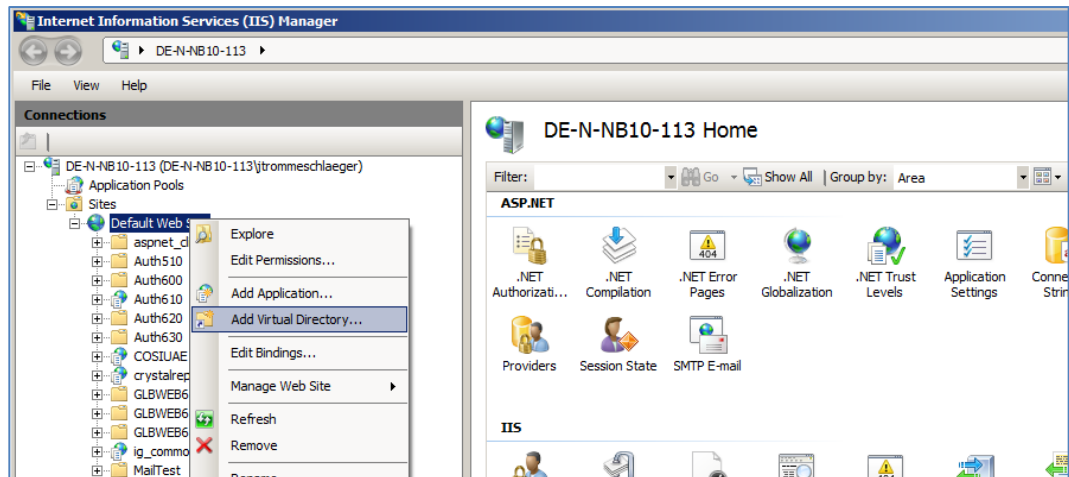 Internet Information Services (IIS) Manager
DE-N-NB10-113
File View Help
Connections
DE-N-NB10-113 (DE-N-NB10-113\jtrommeschlaeger)
Application Pools
Sites
Default Web S
aspnet_cl
Auth510
Auth600
Auth610
Auth620
Auth630
COSIUAE
crystalrep
GLBWEB6
GLBWEB6
GLBWEB6
ig_commo
MailTest
Explore
Edit Permissions...
Add Application...
Add Virtual Directory...
Edit Bindings...
Manage Web Site
Refresh
Remove
DE-N-NB10-113 Home
Filter: Go Show All Group by: Area
ASP.NET
.NET Authorizati...
.NET Compilation
.NET Error Pages
.NET Globalization
.NET Trust Levels
Application Settings
Conne
Strin
404
Providers
Session State
SMTP E-mail
IIS